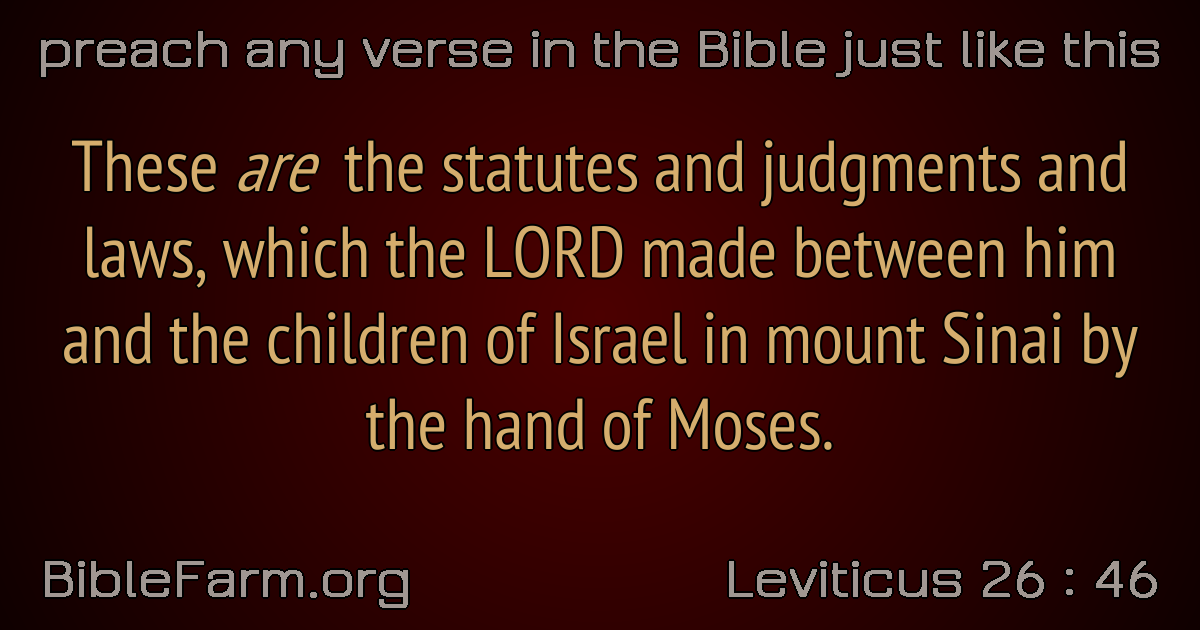 preach any verse in the Bible just like this
These are the statutes and judgments and
laws, which the LORD made between him
and the children of Israel in mount Sinai by
the hand of Moses.
BibleFarm.org
Leviticus 26 : 46